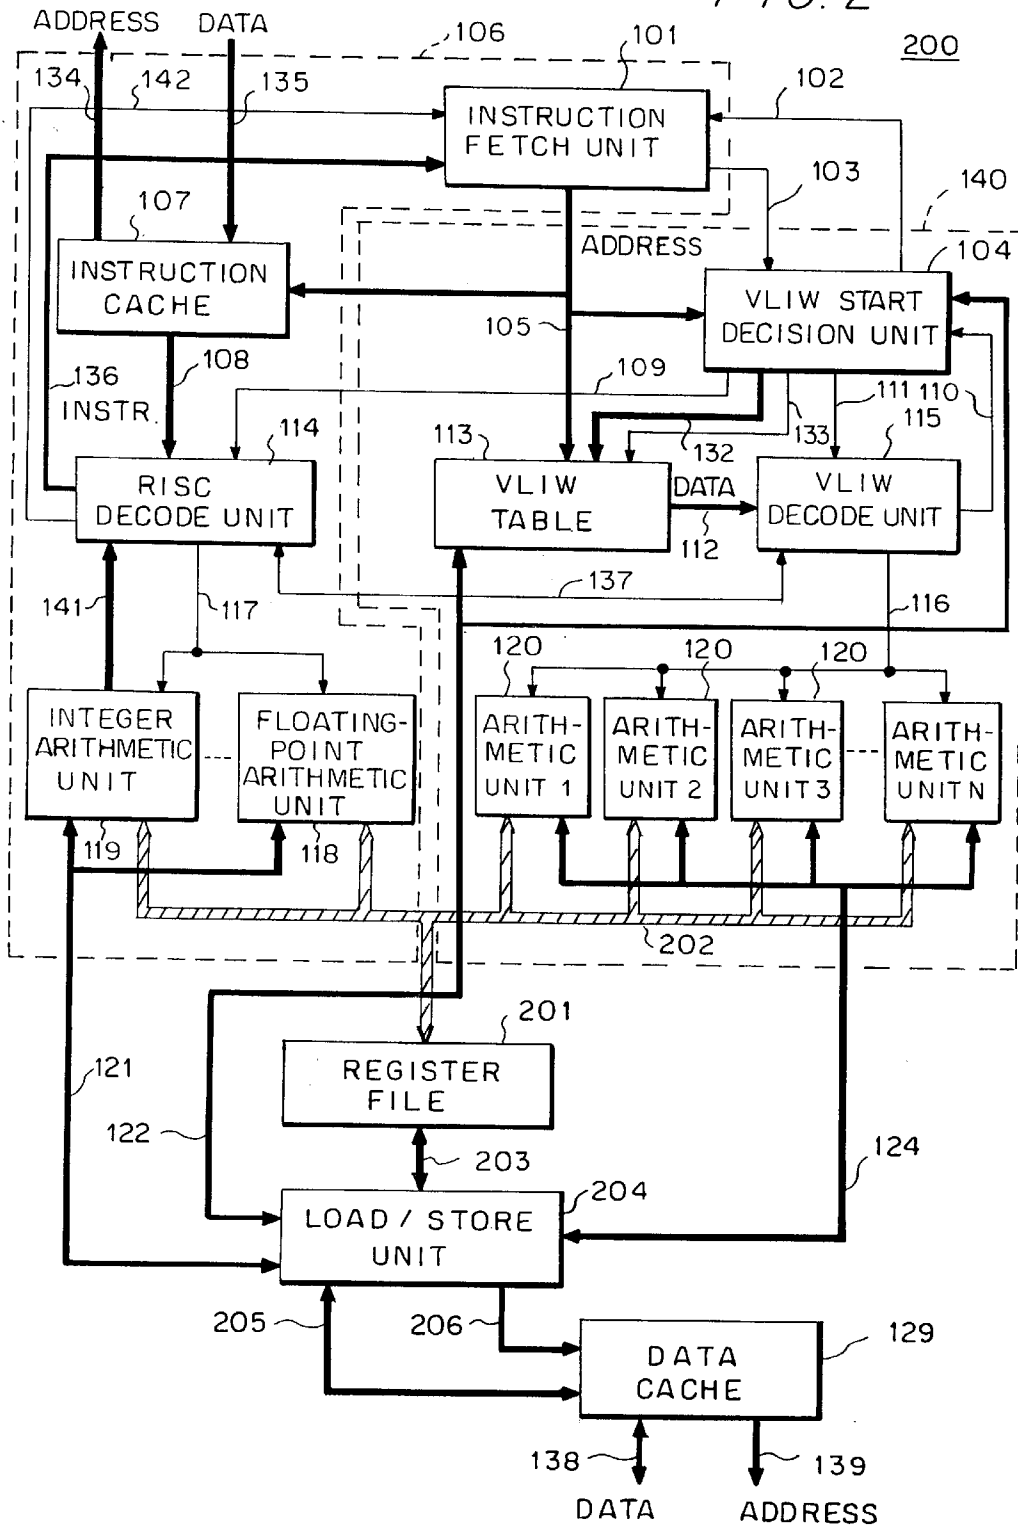 FIG. 2
ADDRESS DATA
106
101
200
134
142
135
102
INSTRUCTION
FETCH UNIT
103
107
140
ADDRESS
104
INSTRUCTION
CACHE
VLIW START
DECISION UNIT
105
108
136
109
111
110
INSTR.
133
132
114
113
115
RISC
DECODE UNIT
VLIW
TABLE
DATA
112
VLIW
DECODE UNIT
137
141
117
116
120
120
120
INTEGER
ARITHMETIC
UNIT
FLOATING-
POINT
ARITHMETIC
UNIT
ARITH-
METIC
UNIT 1
ARITH-
METIC
UNIT 2
ARITH-
METIC
UNIT 3
ARITH-
METIC
UNIT N
119
118
202
201
121
REGISTER
FILE
122
203
124
204
LOAD / STORE
UNIT
205
206
129
DATA
CACHE
138
139
DATA
ADDRESS